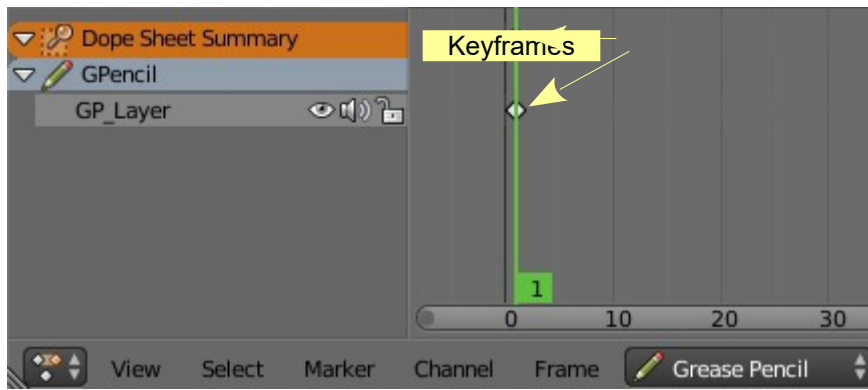 Dope Sheet Summary
Keyframes
GPencil
GP_Layer
1
0 10 20 30
View Select Marker Channel Frame Grease Pencil